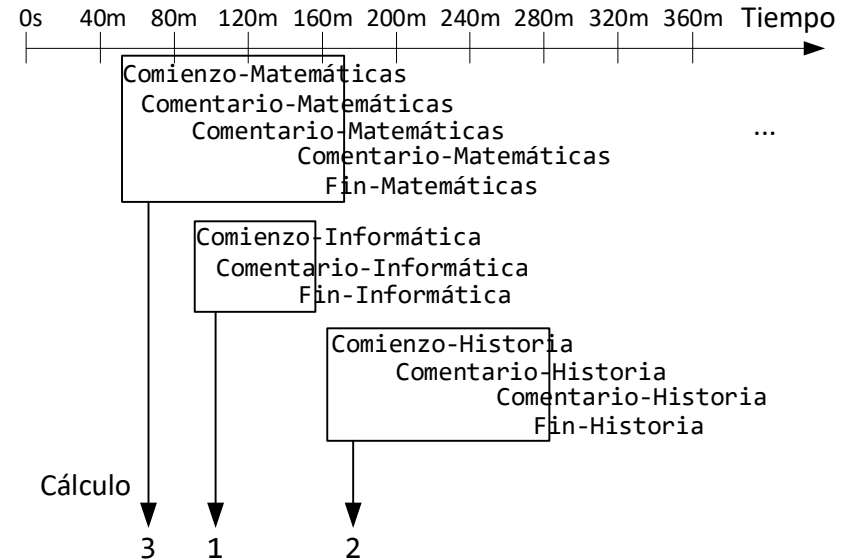 0s 40m 80m 120m 160m 200m 240m 280m 320m 360m Tiempo
Comienzo-Matemáticas
Comentario-Matemáticas
Comentario-Matemáticas ...
Comentario-Matemáticas
Fin-Matemáticas
Comienzo-Informática
Comentario-Informática
Fin-Informática
Comienzo-Historia
Comentario-Historia
Comentario-Historia
Fin-Historia
Cálculo
3 1 2